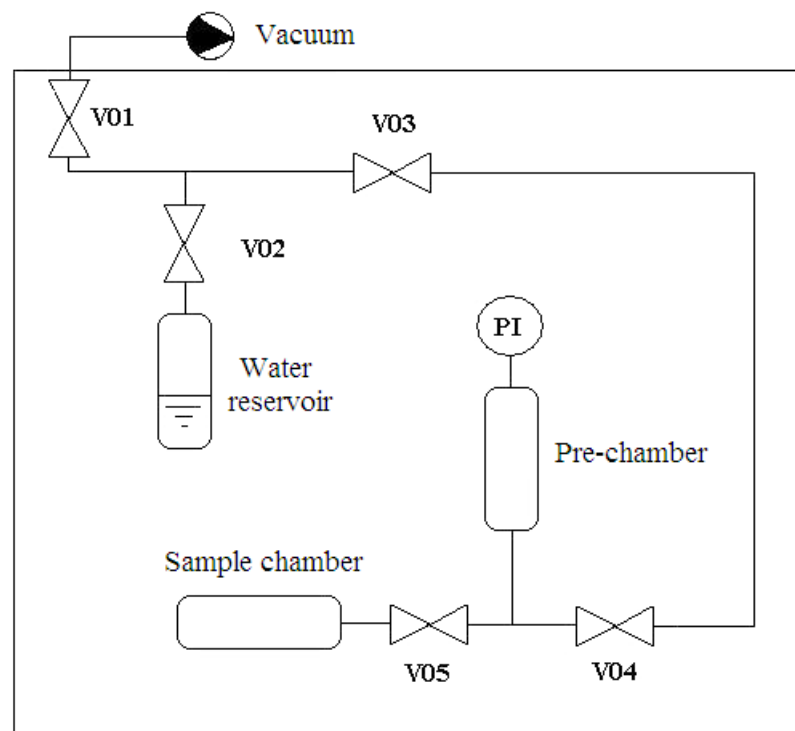 Vacuum
V01
V03
V02
PI
Water
reservoir
Pre-chamber
Sample chamber
V05
V04